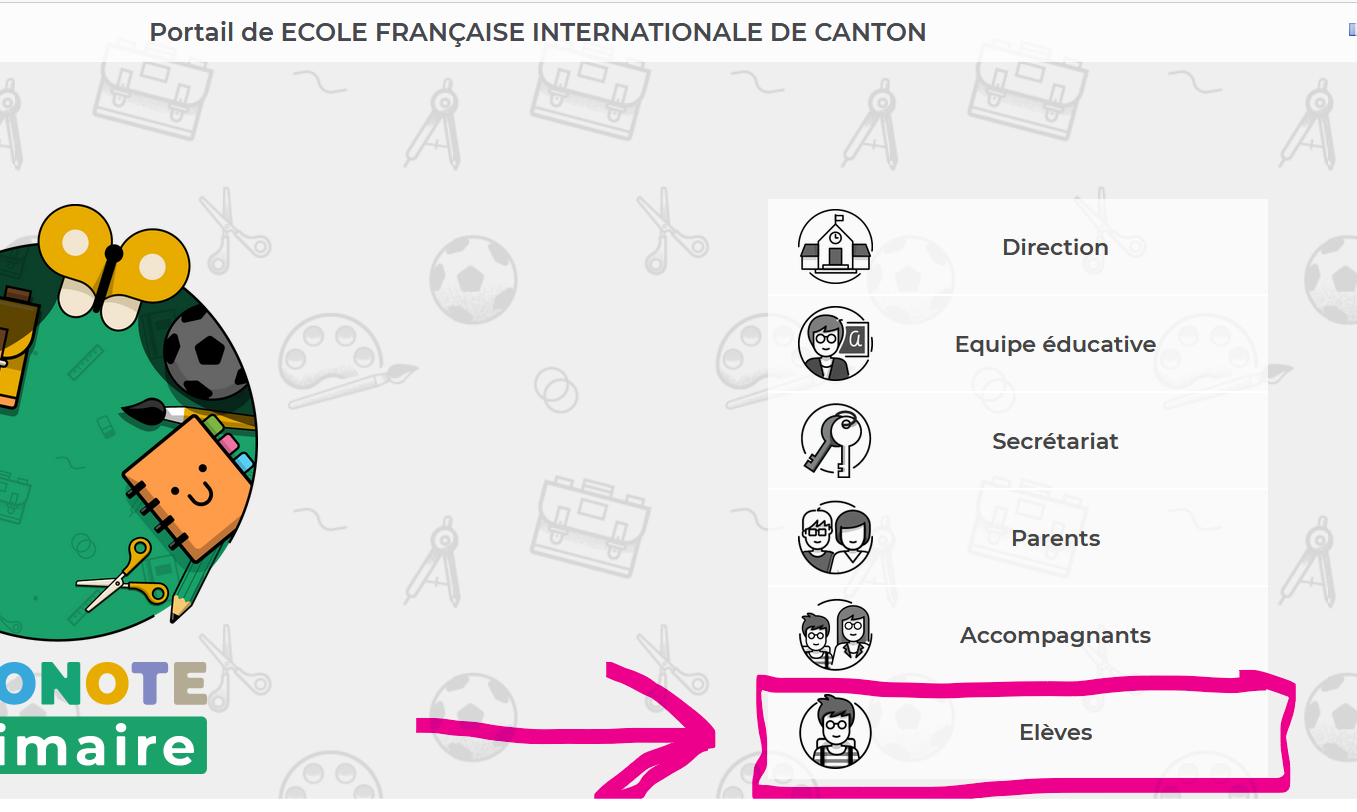 Portail de ECOLE FRANÇAISE INTERNATIONALE DE CANTON
Direction
a
Equipe éducative
Secrétariat
Parents
Accompagnants
Elèves
ONOTE
imaire